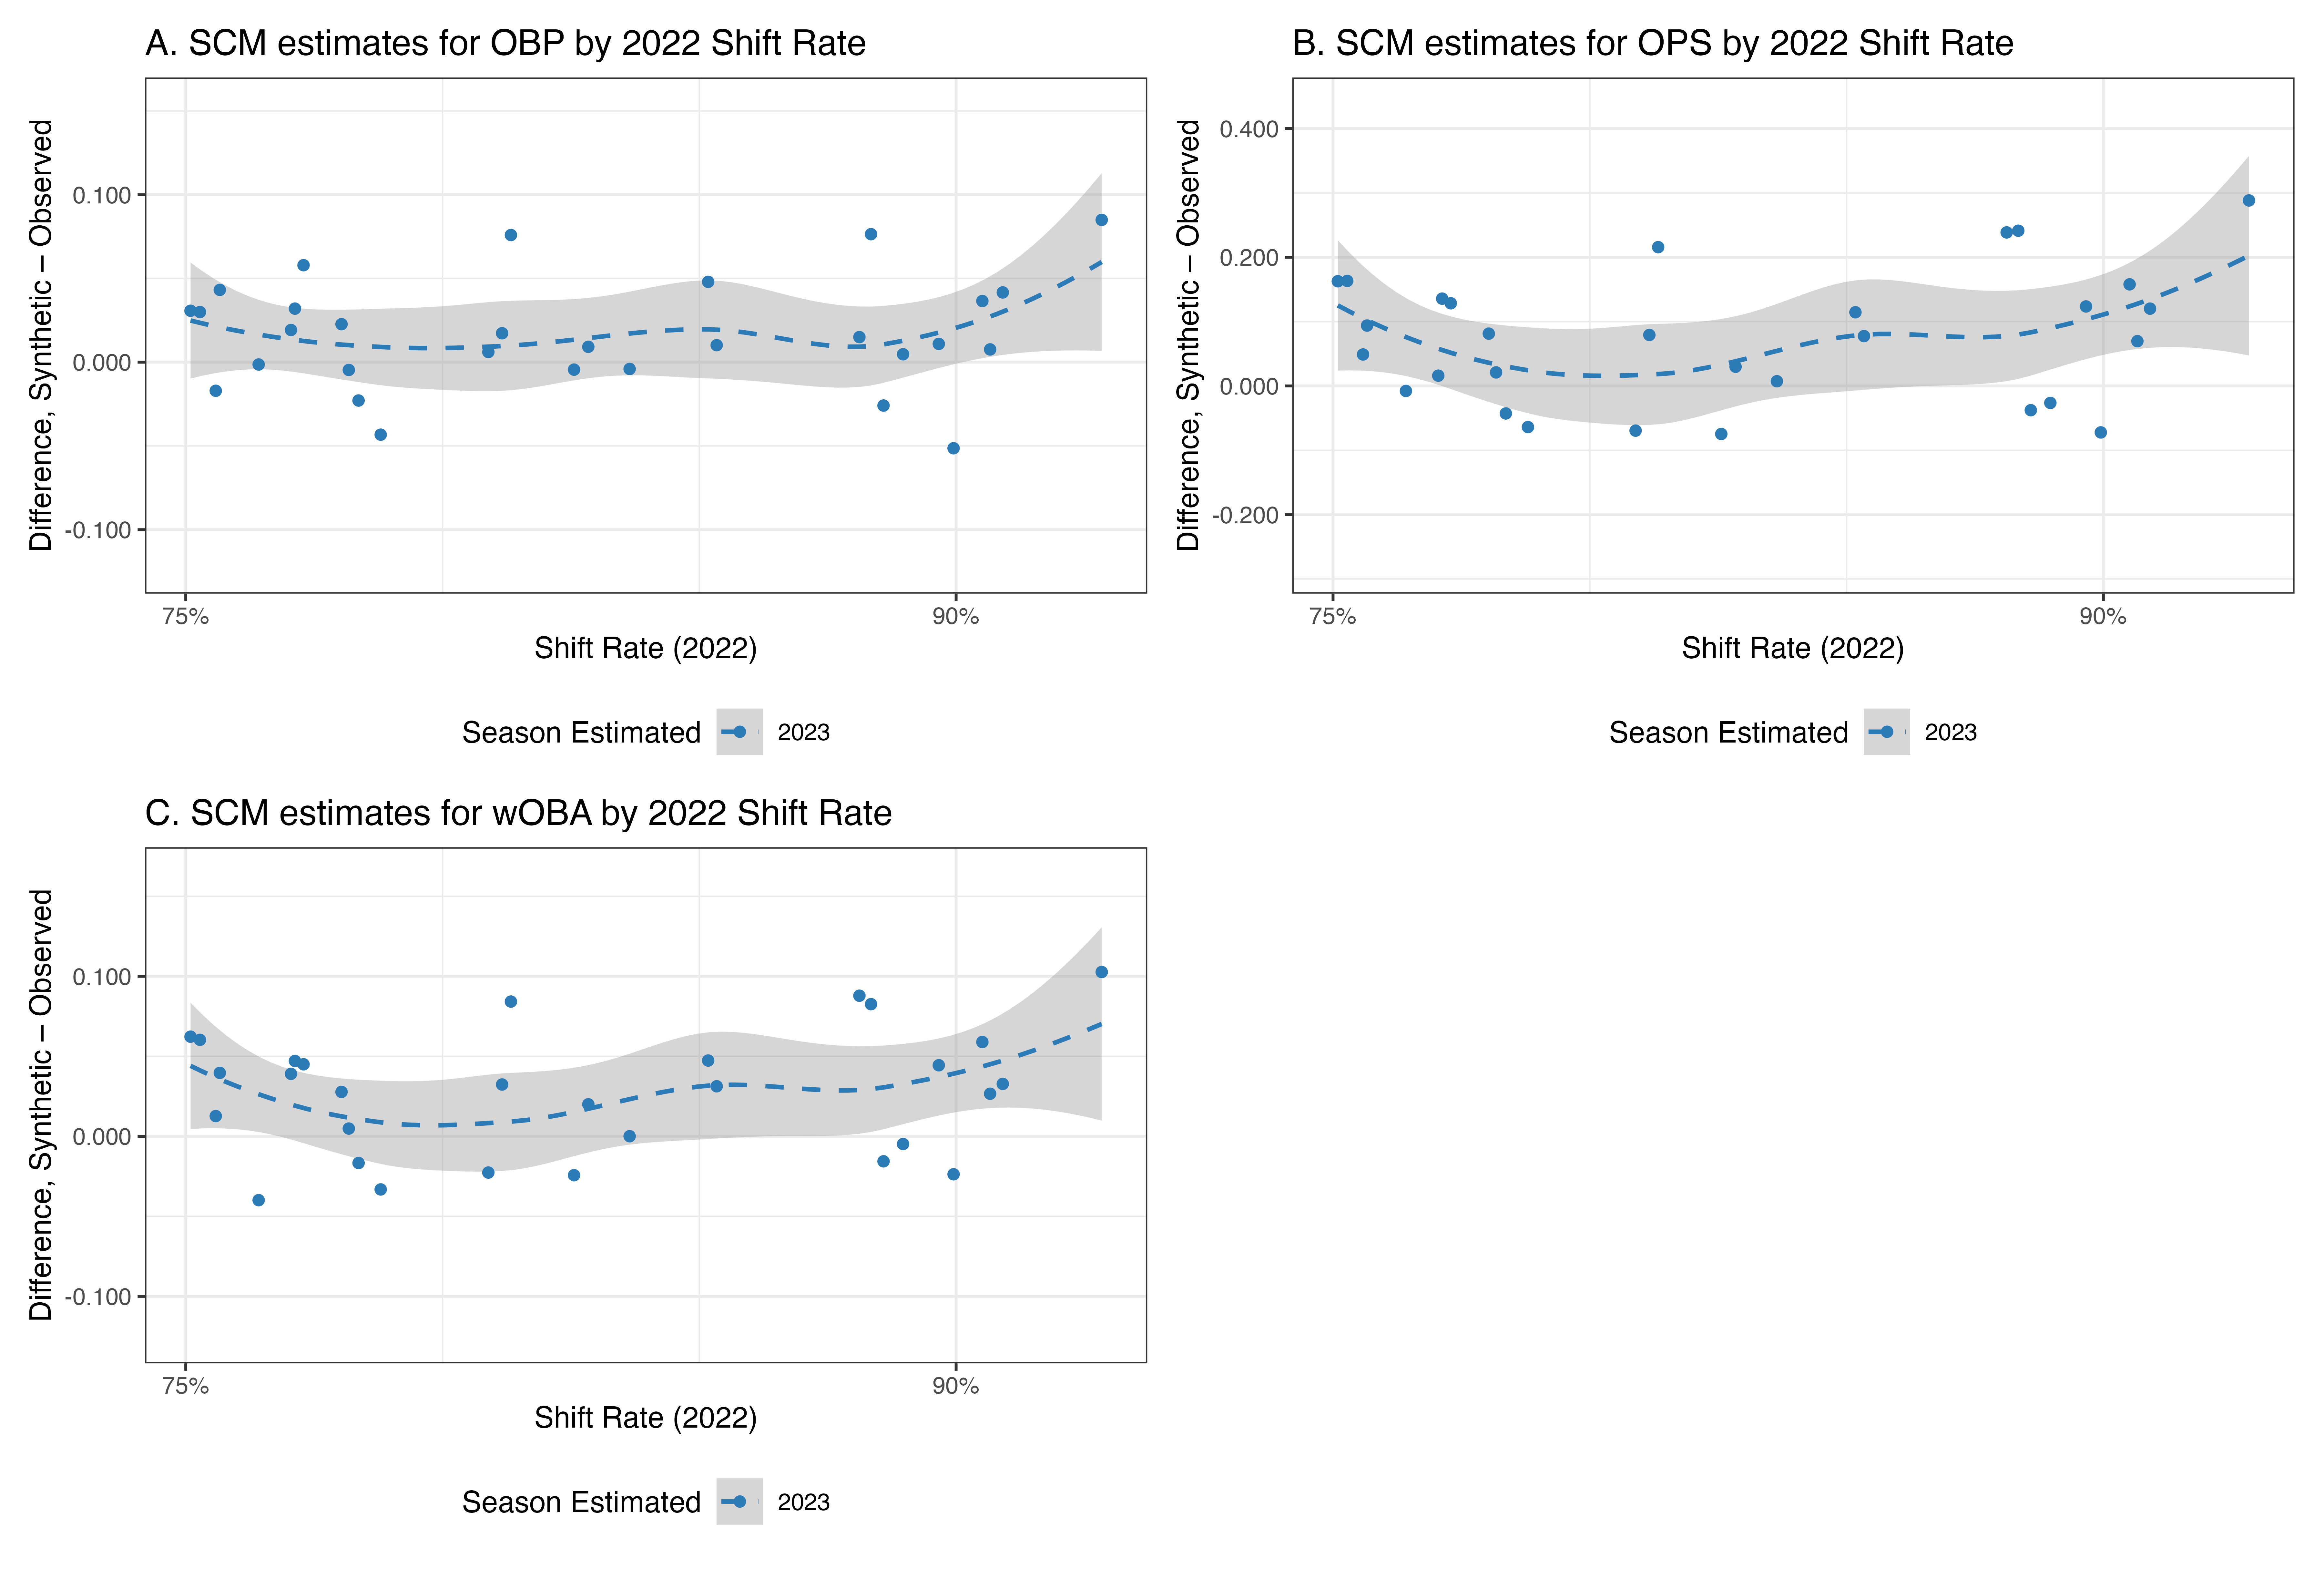 A. SCM estimates for OBP by 2022 Shift Rate
Difference, Synthetic – Observed
0.100
0.000
-0.100
75%
90%
Shift Rate (2022)
Season Estimated 2023
B. SCM estimates for OPS by 2022 Shift Rate
Difference, Synthetic – Observed
0.400
0.200
0.000
-0.200
75%
90%
Shift Rate (2022)
Season Estimated 2023
C. SCM estimates for wOBA by 2022 Shift Rate
Difference, Synthetic – Observed
0.100
0.000
-0.100
75%
90%
Shift Rate (2022)
Season Estimated 2023